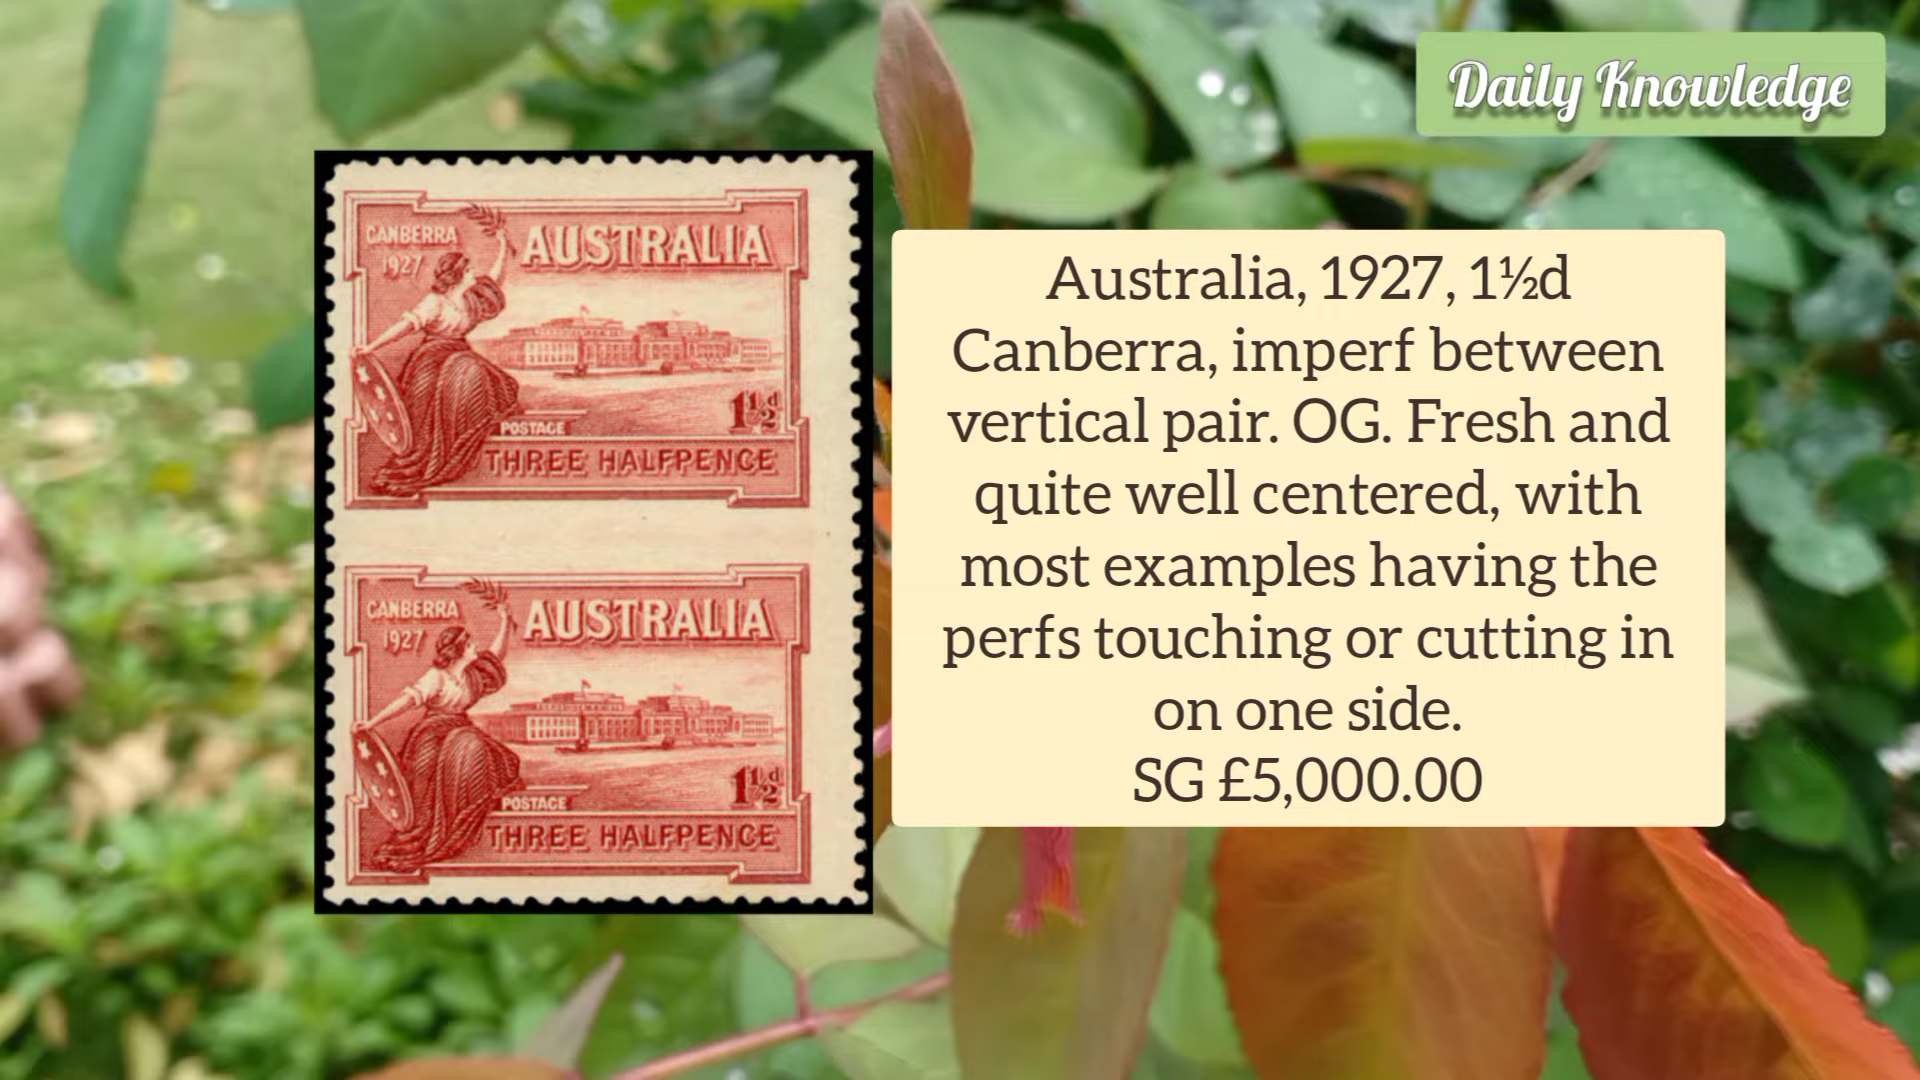 Daily Knowledge
CANBERRA
1927
AUSTRALIA
1½d
POSTAGE
THREE HALFPENCE
CANBERRA
1927
AUSTRALIA
1½d
POSTAGE
THREE HALFPENCE
Australia, 1927, 1½d
Canberra, imperf between
vertical pair. OG. Fresh and
quite well centered, with
most examples having the
perfs touching or cutting in
on one side.
SG £5,000.00